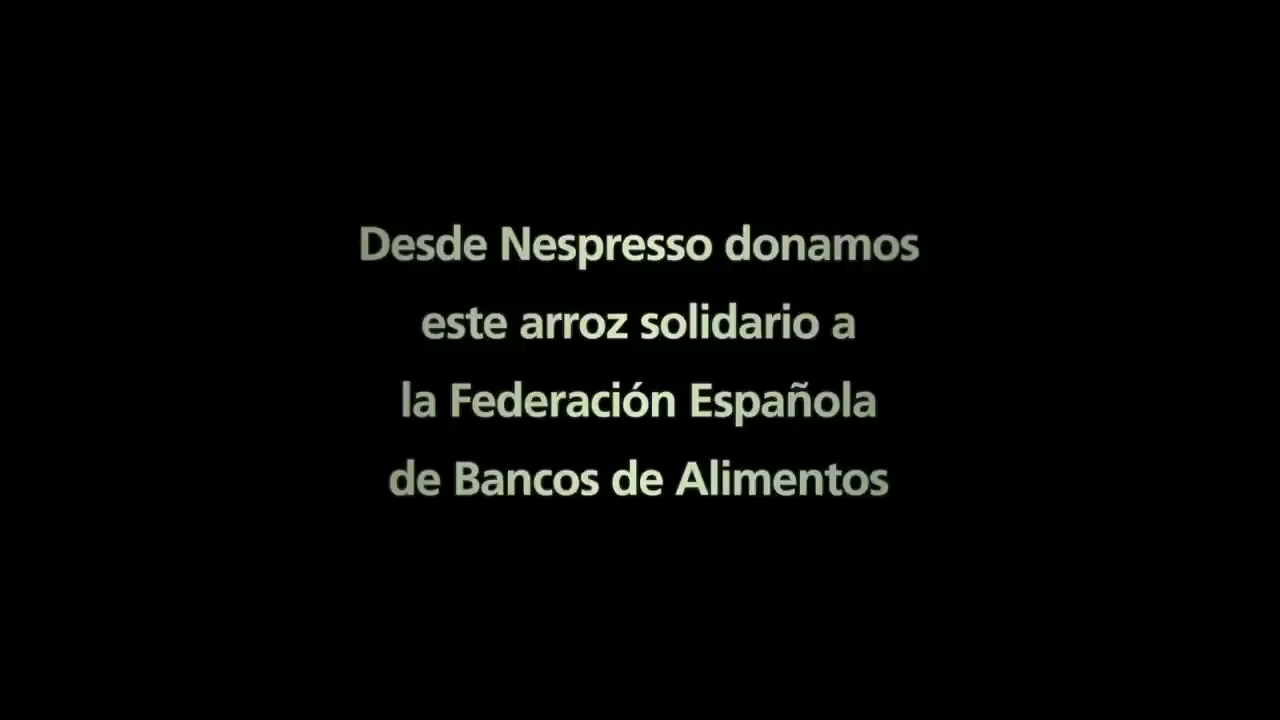 Desde Nespresso donamos
este arroz solidario a
la Federación Española
de Bancos de Alimentos